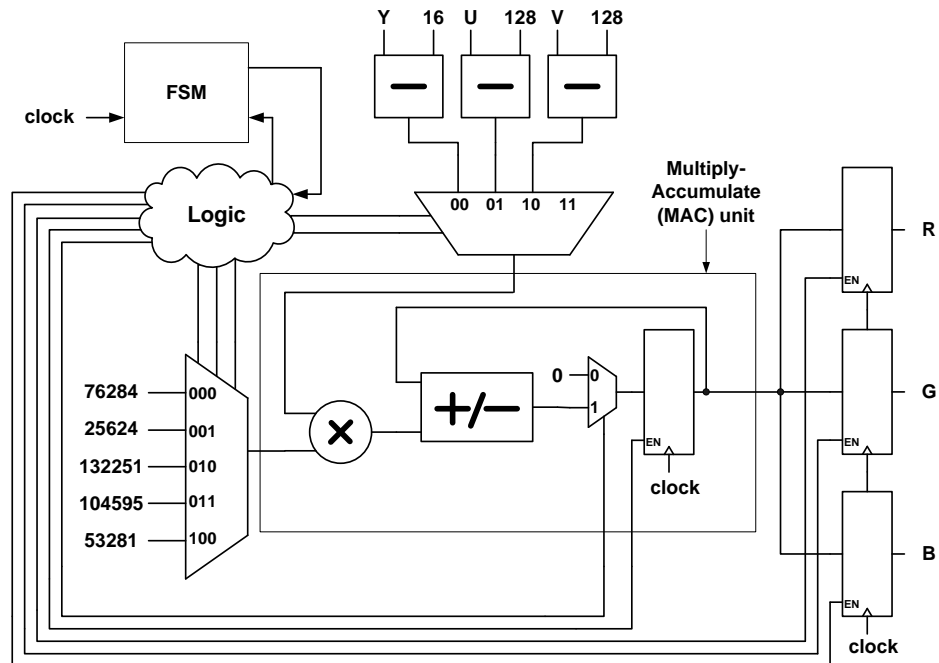 Y 16 U 128 V 128
FSM
clock
Multiply-
Accumulate
(MAC) unit
Logic
00 01 10 11
R
EN
76284 000
25624 001
132251 010
104595 011
53281 100
0 0
1
+/−
×
EN
clock
G
EN
B
EN
clock